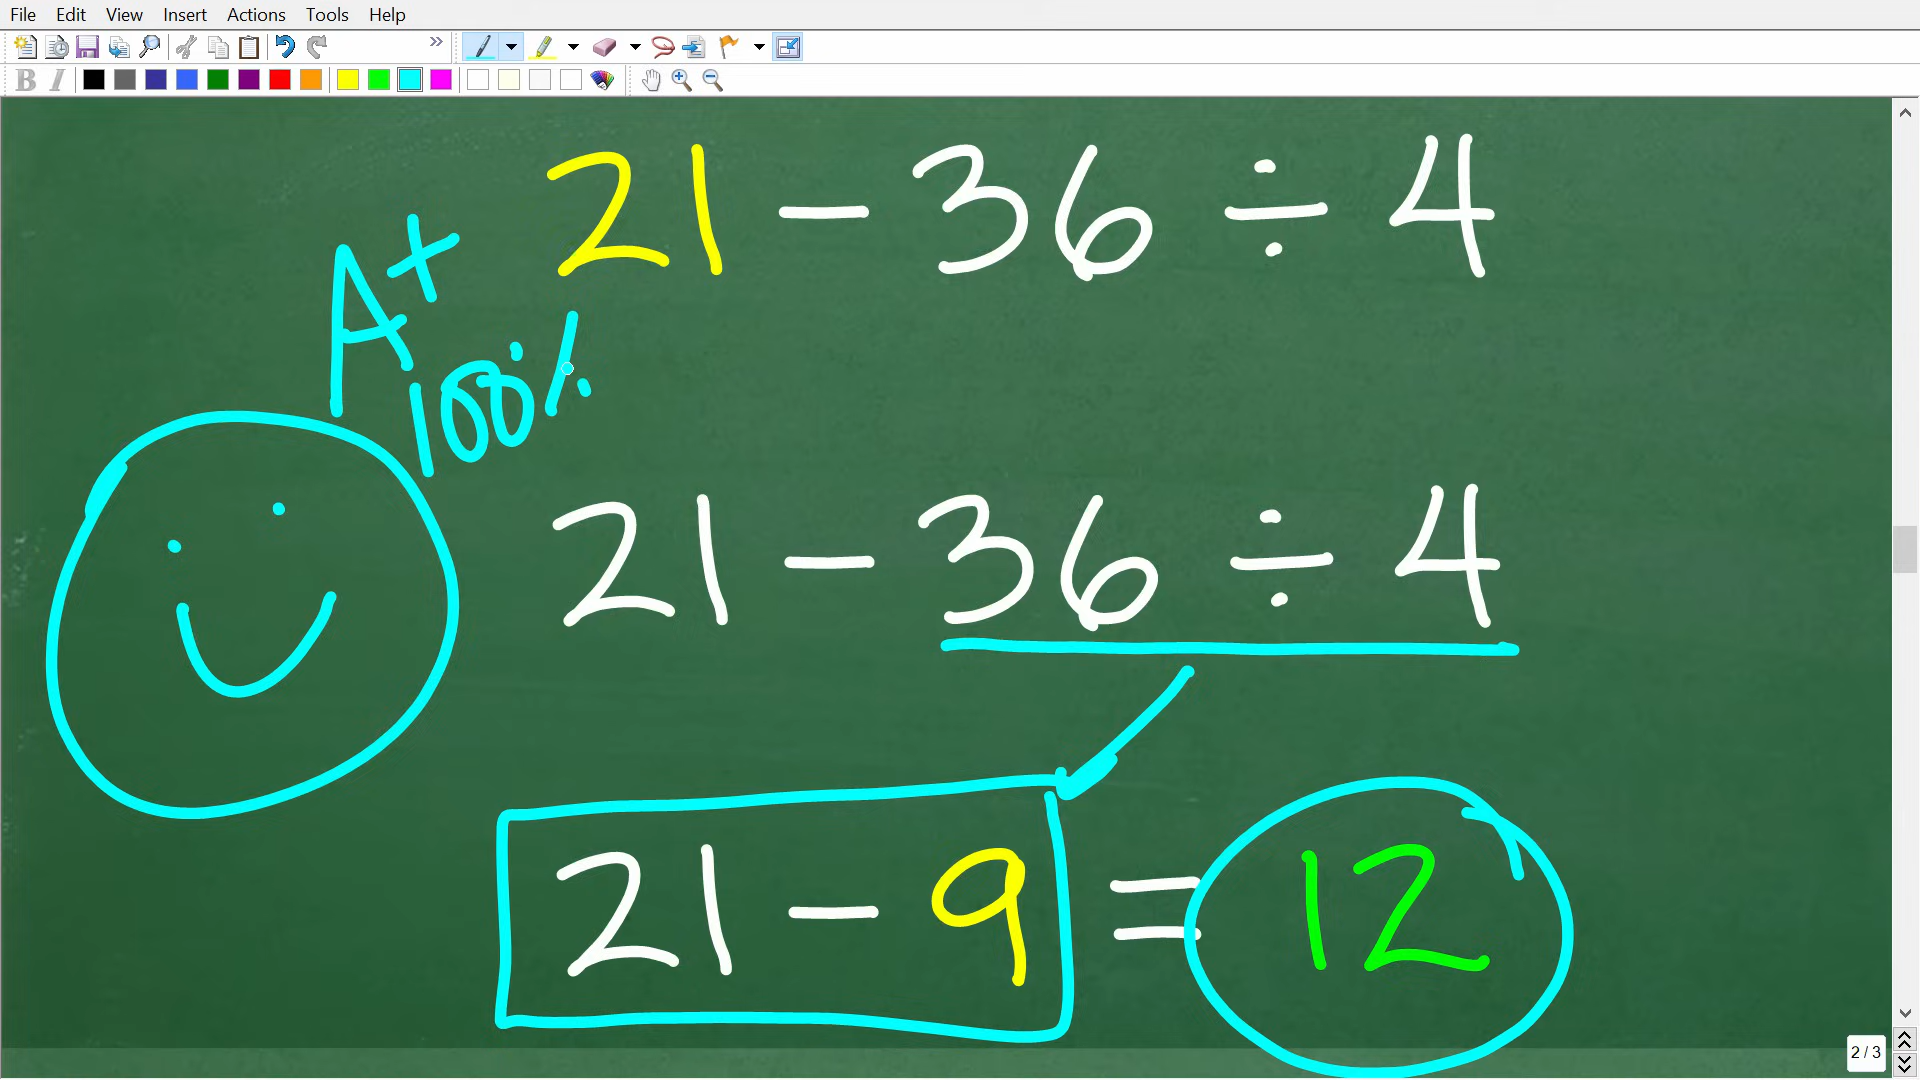 File Edit View Insert Actions Tools Help
B I
21 − 36 ÷ 4
A+
100%
21 − 36 ÷ 4
21 − 9 = 12
2 / 3